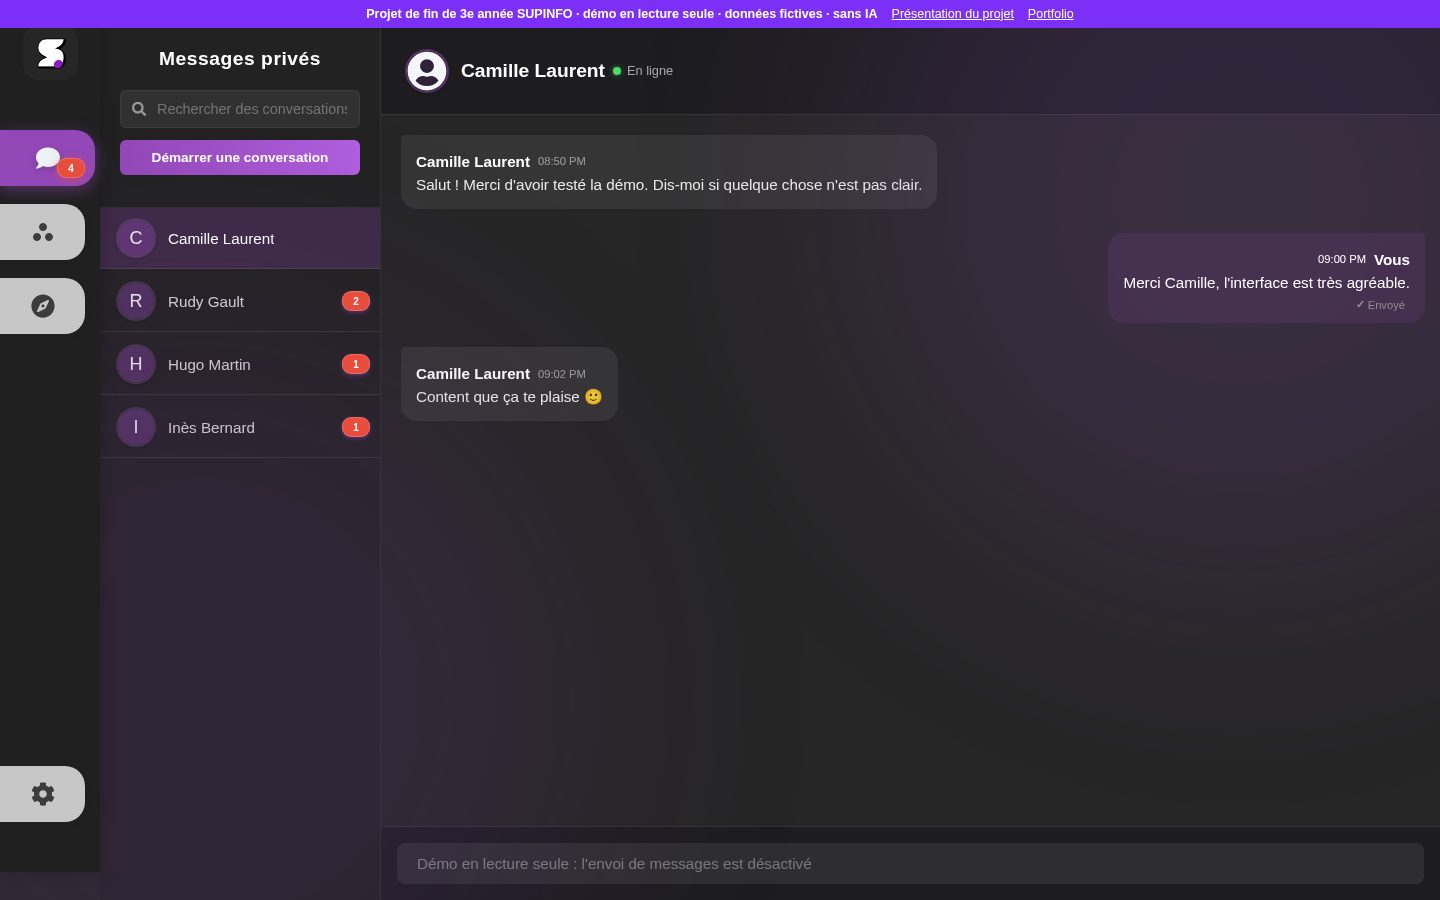 Projet de fin de 3e année SUPINFO · démo en lecture seule · données fictives · sans IA Présentation du projet Portfolio
Messages privés
Rechercher des conversations
Démarrer une conversation
4
C Camille Laurent
R Rudy Gault 2
H Hugo Martin 1
I Inès Bernard 1
Camille Laurent En ligne
Camille Laurent 08:50 PM
Salut ! Merci d'avoir testé la démo. Dis-moi si quelque chose n'est pas clair.
09:00 PM Vous
Merci Camille, l'interface est très agréable.
✓ Envoyé
Camille Laurent 09:02 PM
Content que ça te plaise 🙂
Démo en lecture seule : l'envoi de messages est désactivé